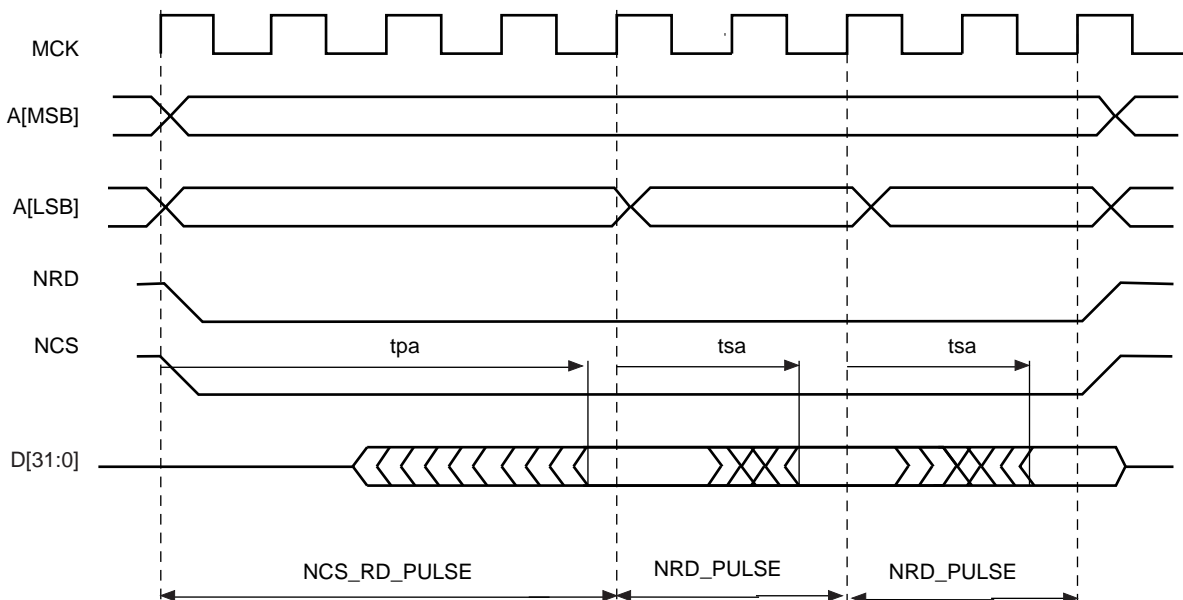 MCK
A[MSB]
A[LSB]
NRD
NCS
tpa tsa tsa
D[31:0]
NCS_RD_PULSE NRD_PULSE NRD_PULSE